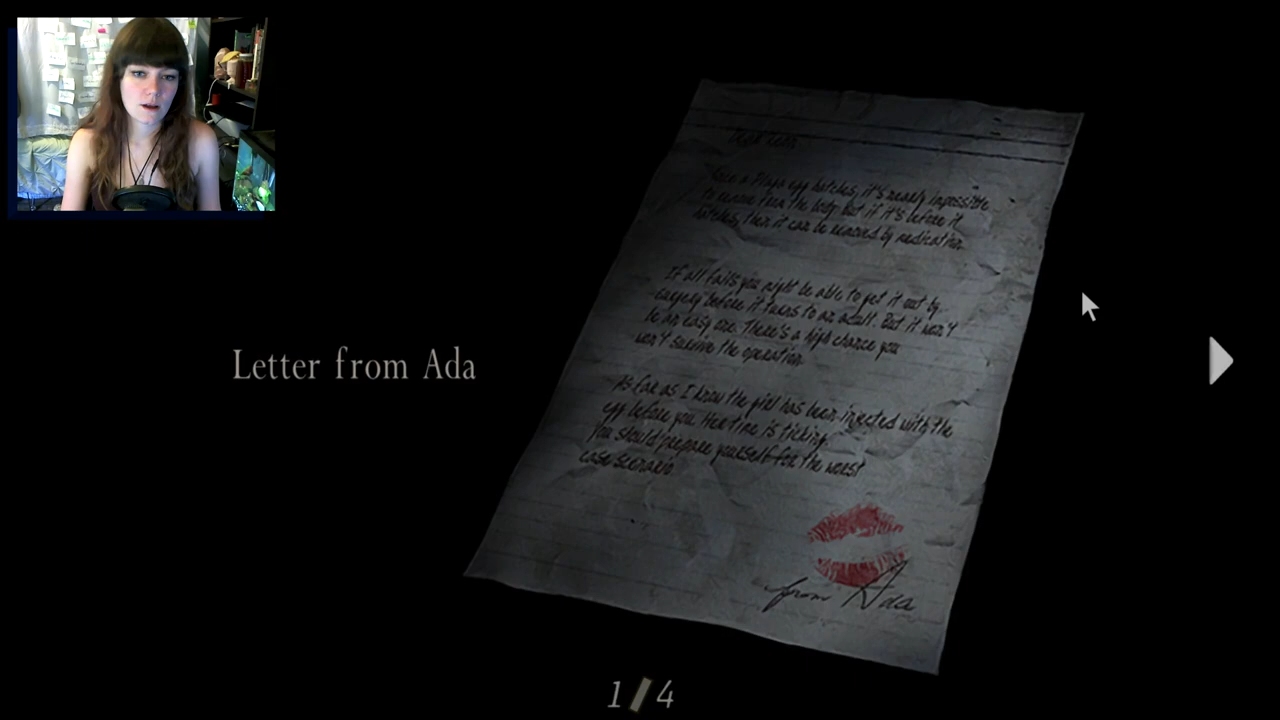 Letter from Ada
Dear Leon
Once a Plaga egg hatches, it's nearly impossible
to remove from the body. but if it's before it
hatches, then it can be removed by medication.
If all fails you might be able to get it out by
surgery before it turns to an adult. But it won't
be an easy one. There's a high chance you
won't survive the operation.
As far as I know the girl has been injected with the
egg before you. Her time is ticking.
You should prepare yourself for the worst
case scenario
from Ada
1/4